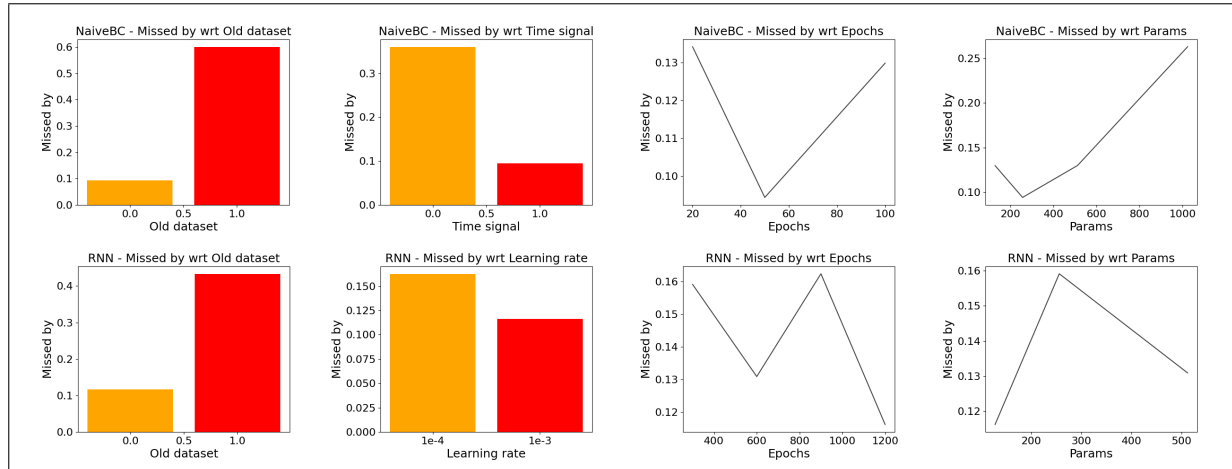 NaiveBC - Missed by wrt Old dataset
Missed by
0.6
0.5
0.4
0.3
0.2
0.1
0.0
0.0 0.5 1.0
Old dataset
NaiveBC - Missed by wrt Time signal
Missed by
0.3
0.2
0.1
0.0
0.0 0.5 1.0
Time signal
NaiveBC - Missed by wrt Epochs
Missed by
0.13
0.12
0.11
0.10
20 40 60 80 100
Epochs
NaiveBC - Missed by wrt Params
Missed by
0.25
0.20
0.15
0.10
200 400 600 800 1000
Params
RNN - Missed by wrt Old dataset
Missed by
0.4
0.3
0.2
0.1
0.0
0.0 0.5 1.0
Old dataset
RNN - Missed by wrt Learning rate
Missed by
0.150
0.125
0.100
0.075
0.050
0.025
0.000
1e-4 1e-3
Learning rate
RNN - Missed by wrt Epochs
Missed by
0.16
0.15
0.14
0.13
0.12
400 600 800 1000 1200
Epochs
RNN - Missed by wrt Params
Missed by
0.16
0.15
0.14
0.13
0.12
200 300 400 500
Params